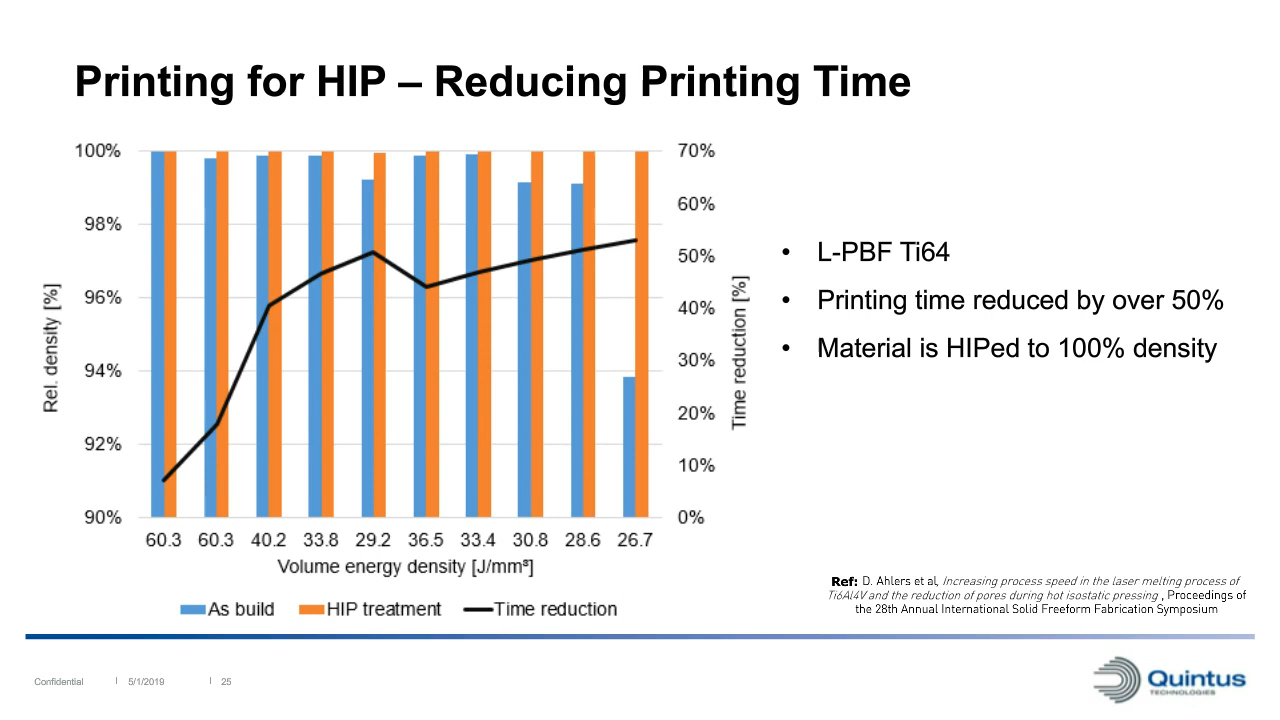 Printing for HIP – Reducing Printing Time
100%
98%
96%
94%
92%
90%
Rel. density [%]
70%
60%
50%
40%
30%
20%
10%
0%
Time reduction [%]
60.3 60.3 40.2 33.8 29.2 36.5 33.4 30.8 28.6 26.7
Volume energy density [J/mm³]
As build HIP treatment Time reduction
• L-PBF Ti64
• Printing time reduced by over 50%
• Material is HIPed to 100% density
Ref: D. Ahlers et al, Increasing process speed in the laser melting process of
Ti6Al4V and the reduction of pores during hot isostatic pressing , Proceedings of
the 28th Annual International Solid Freeform Fabrication Symposium
Confidential | 5/1/2019 | 25
Quintus
TECHNOLOGIES